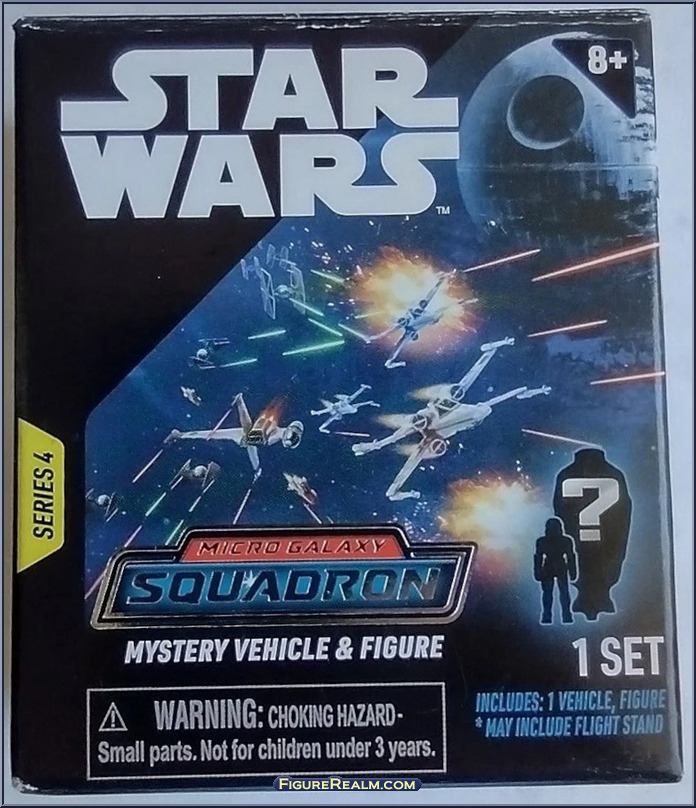 STAR
WARS
TM
8+
SERIES 4
MICRO GALAXY
SQUADRON
MYSTERY VEHICLE & FIGURE
?
1 SET
INCLUDES: 1 VEHICLE, FIGURE
* MAY INCLUDE FLIGHT STAND
WARNING: CHOKING HAZARD-
Small parts. Not for children under 3 years.
FIGUREREALM.COM